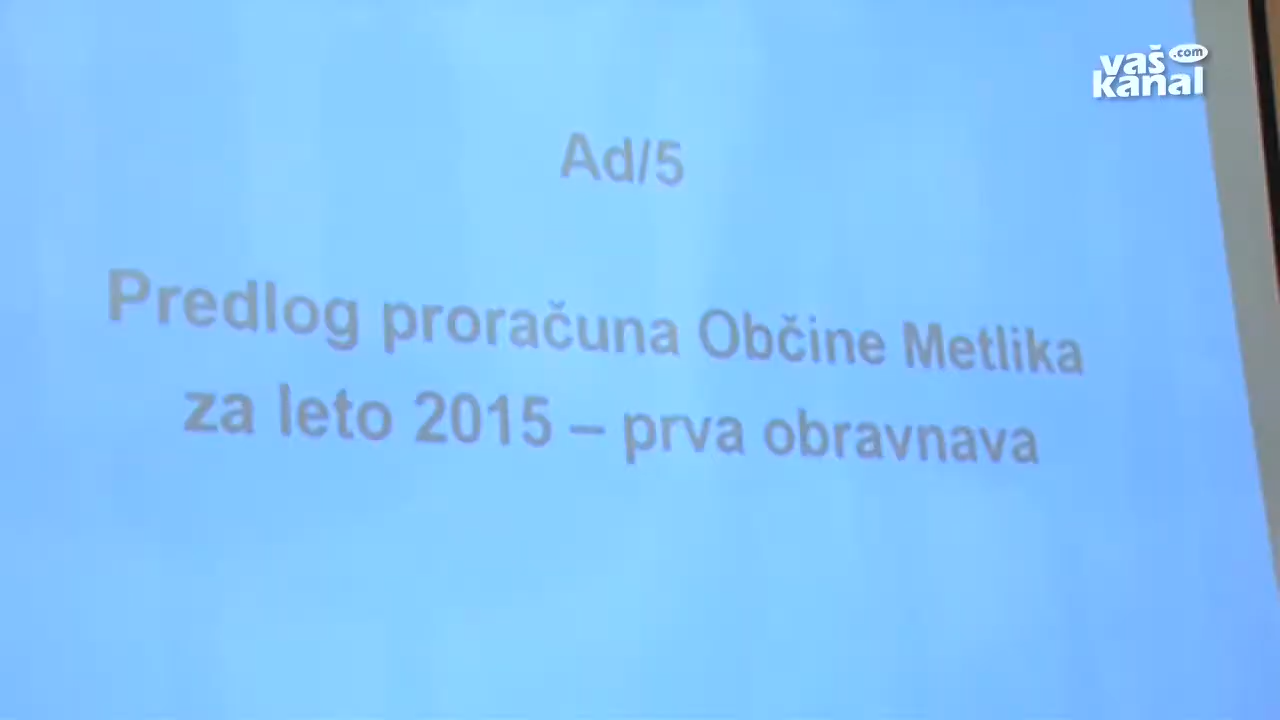 vaš
.com
kanal
Ad/5
Predlog proračuna Občine Metlika
za leto 2015 – prva obravnava